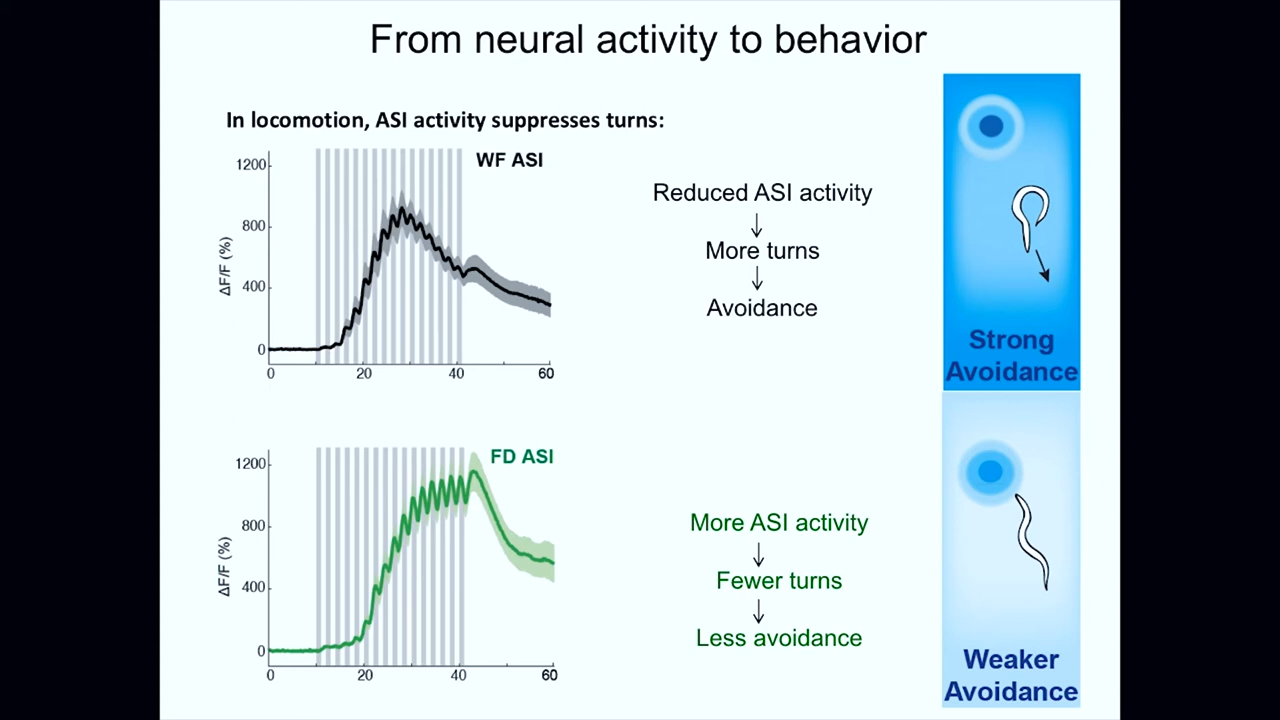 From neural activity to behavior
In locomotion, ASI activity suppresses turns:
WF ASI
1200
800
400
0
ΔF/F (%)
0 20 40 60
Reduced ASI activity
↓
More turns
↓
Avoidance
Strong
Avoidance
FD ASI
1200
800
400
0
ΔF/F (%)
0 20 40 60
More ASI activity
↓
Fewer turns
↓
Less avoidance
Weaker
Avoidance